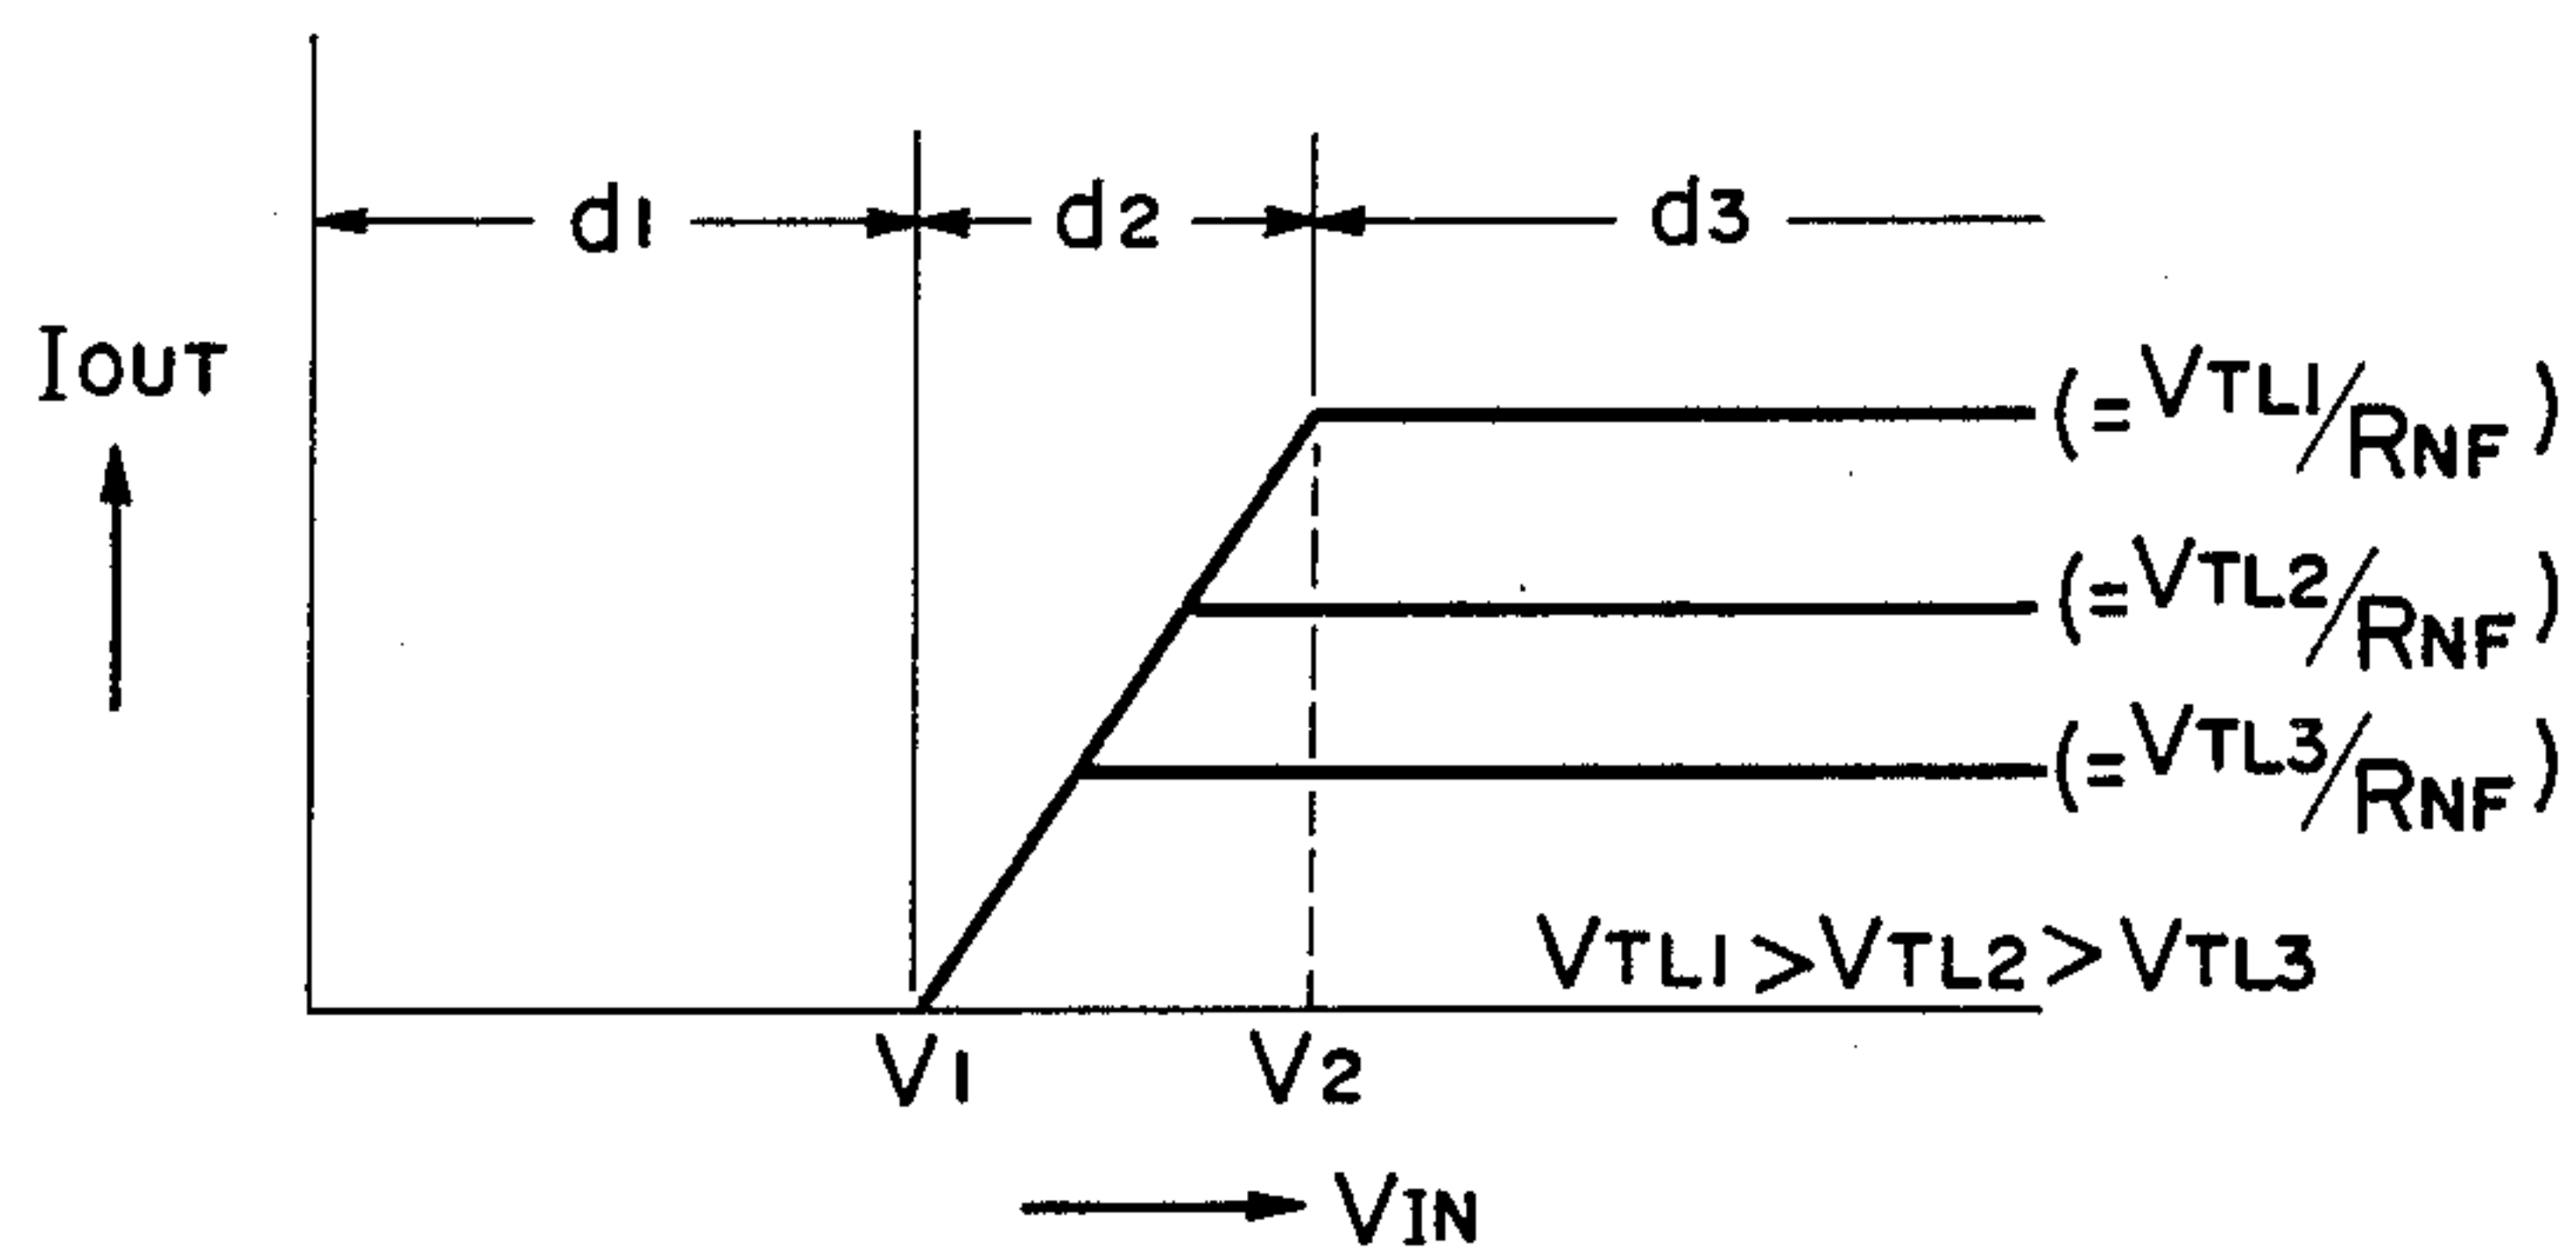 d1 d2 d3
IOUT
(=VTL1/RNF)
(=VTL2/RNF)
(=VTL3/RNF)
VTL1>VTL2>VTL3
V1 V2
VIN